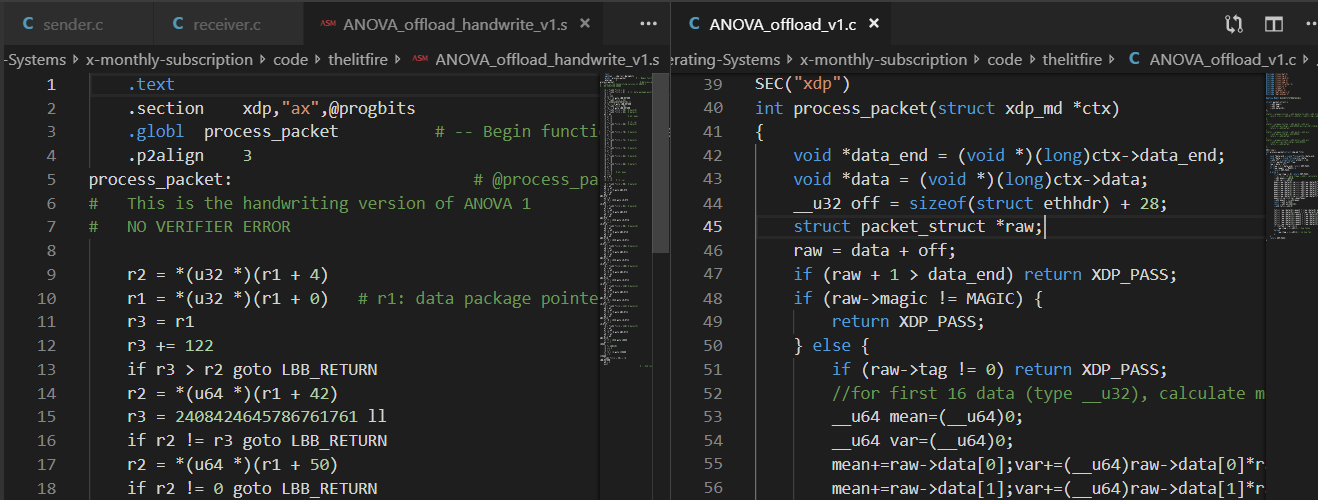 sender.c receiver.c ANOVA_offload_handwrite_v1.s
-Systems x-monthly-subscription code thelitfire ANOVA_offload_handwrite_v1.s
1 .text
2 .section xdp,"ax",@progbits
3 .globl process_packet # -- Begin functi
4 .p2align 3
5 process_packet: # @process_pa
6 # This is the handwriting version of ANOVA 1
7 # NO VERIFIER ERROR
8
9 r2 = *(u32 *)(r1 + 4)
10 r1 = *(u32 *)(r1 + 0) # r1: data package pointe
11 r3 = r1
12 r3 += 122
13 if r3 > r2 goto LBB_RETURN
14 r2 = *(u64 *)(r1 + 42)
15 r3 = 2408424645786761761 ll
16 if r2 != r3 goto LBB_RETURN
17 r2 = *(u64 *)(r1 + 50)
18 if r2 != 0 goto LBB_RETURN
ANOVA_offload_v1.c
erating-Systems x-monthly-subscription code thelitfire ANOVA_offload_v1.c
39 SEC("xdp")
40 int process_packet(struct xdp_md *ctx)
41 {
42 void *data_end = (void *)(long)ctx->data_end;
43 void *data = (void *)(long)ctx->data;
44 __u32 off = sizeof(struct ethhdr) + 28;
45 struct packet_struct *raw;
46 raw = data + off;
47 if (raw + 1 > data_end) return XDP_PASS;
48 if (raw->magic != MAGIC) {
49 return XDP_PASS;
50 } else {
51 if (raw->tag != 0) return XDP_PASS;
52 //for first 16 data (type __u32), calculate m
53 __u64 mean=(__u64)0;
54 __u64 var=(__u64)0;
55 mean+=raw->data[0];var+=(__u64)raw->data[0]*r
56 mean+=raw->data[1];var+=(__u64)raw->data[1]*r